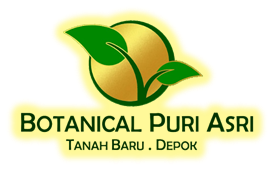 BOTANICAL PURI ASRI
TANAH BARU . DEPOK